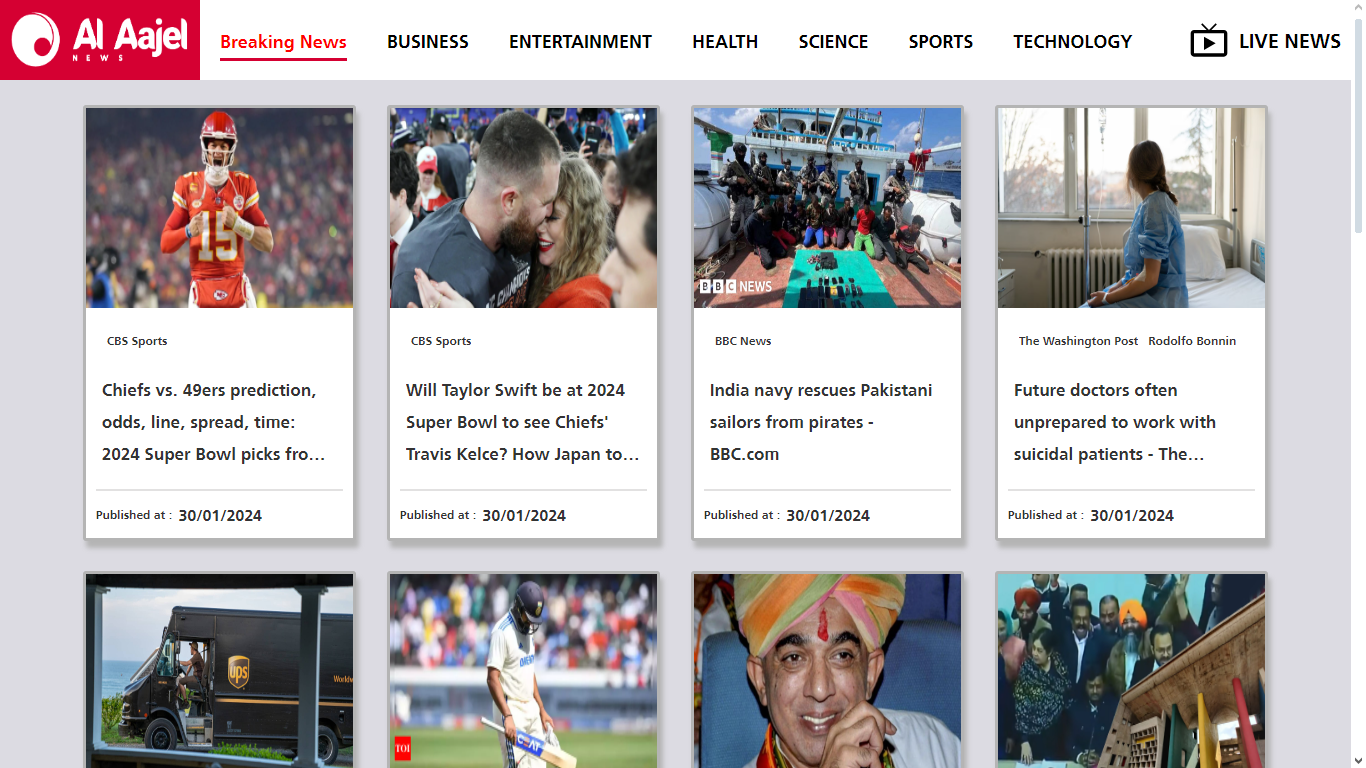 Al Aajel
NEWS
Breaking News
BUSINESS
ENTERTAINMENT
HEALTH
SCIENCE
SPORTS
TECHNOLOGY
LIVE NEWS
15
CBS Sports
Chiefs vs. 49ers prediction,
odds, line, spread, time:
2024 Super Bowl picks fro...
Published at : 30/01/2024
CHAMPIONS
CBS Sports
Will Taylor Swift be at 2024
Super Bowl to see Chiefs'
Travis Kelce? How Japan to...
Published at : 30/01/2024
BBC NEWS
BBC News
India navy rescues Pakistani
sailors from pirates -
BBC.com
Published at : 30/01/2024
The Washington Post Rodolfo Bonnin
Future doctors often
unprepared to work with
suicidal patients - The...
Published at : 30/01/2024
ups
TOI